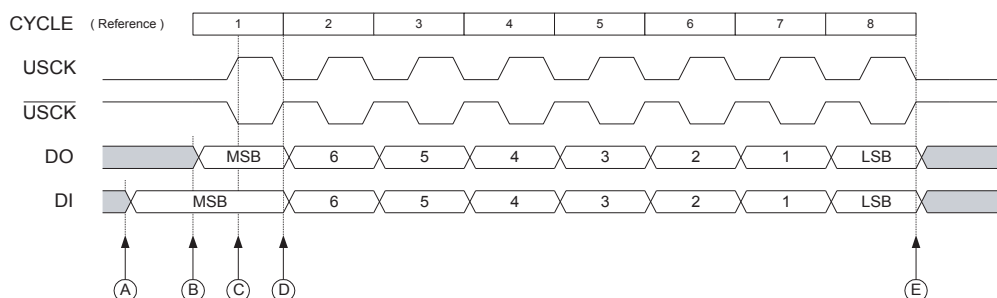 CYCLE ( Reference ) 1 2 3 4 5 6 7 8
USCK
USCK
DO MSB 6 5 4 3 2 1 LSB
DI MSB 6 5 4 3 2 1 LSB
A B C D E